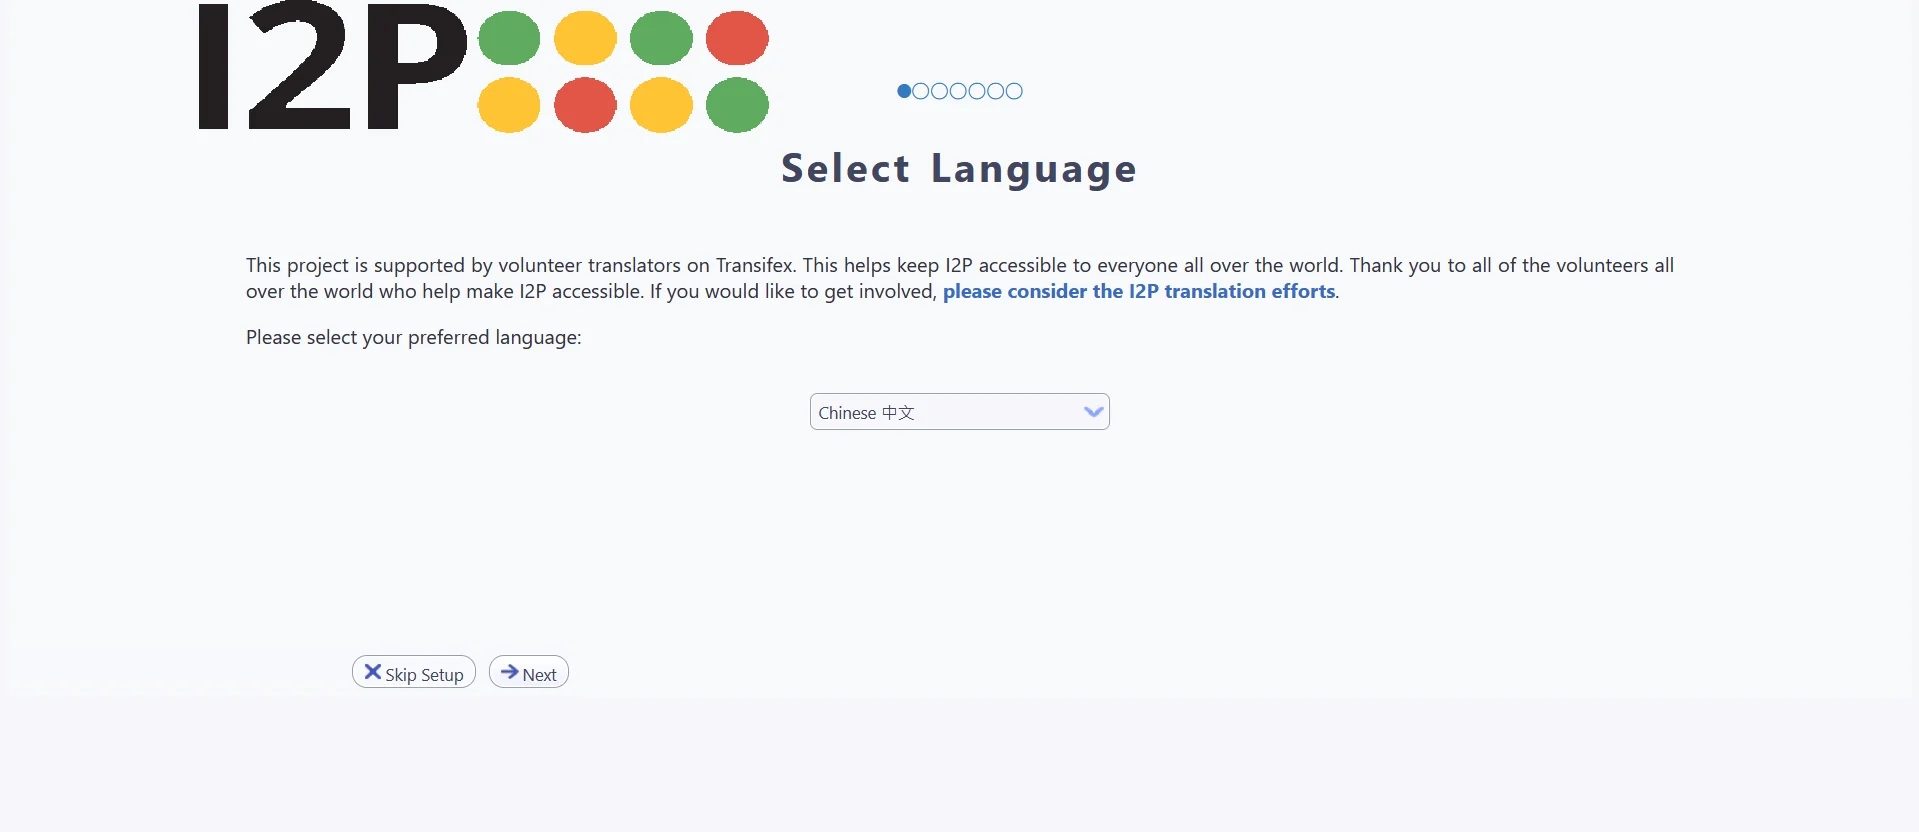 I2P
Select Language
This project is supported by volunteer translators on Transifex. This helps keep I2P accessible to everyone all over the world. Thank you to all of the volunteers all
over the world who help make I2P accessible. If you would like to get involved, please consider the I2P translation efforts.
Please select your preferred language:
Chinese 中文
Skip Setup
Next